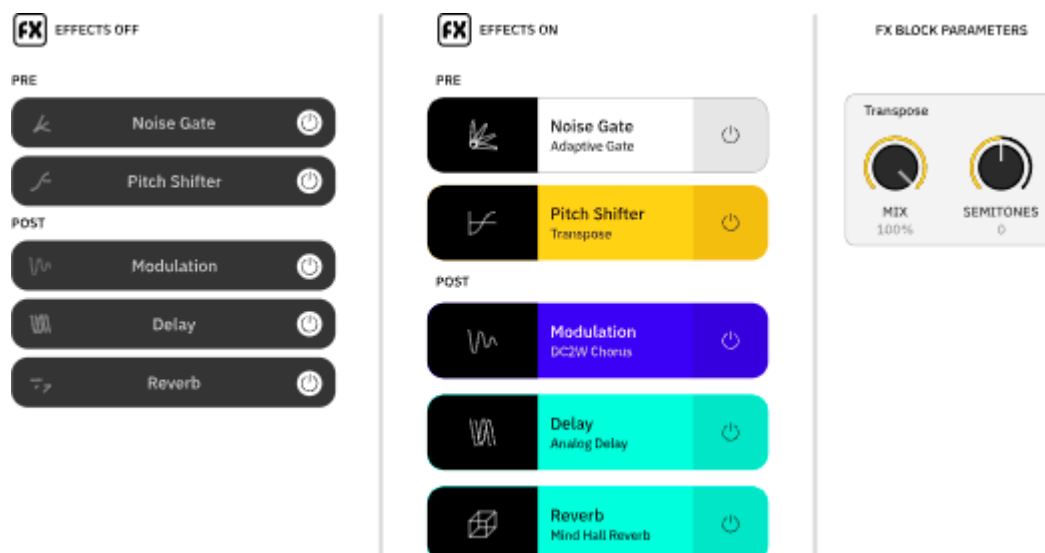 FX EFFECTS OFF
PRE
Noise Gate
Pitch Shifter
POST
Modulation
Delay
Reverb
FX EFFECTS ON
PRE
Noise Gate
Adaptive Gate
Pitch Shifter
Transpose
POST
Modulation
DC2W Chorus
Delay
Analog Delay
Reverb
Mind Hall Reverb
FX BLOCK PARAMETERS
Transpose
MIX SEMITONES
100% 0